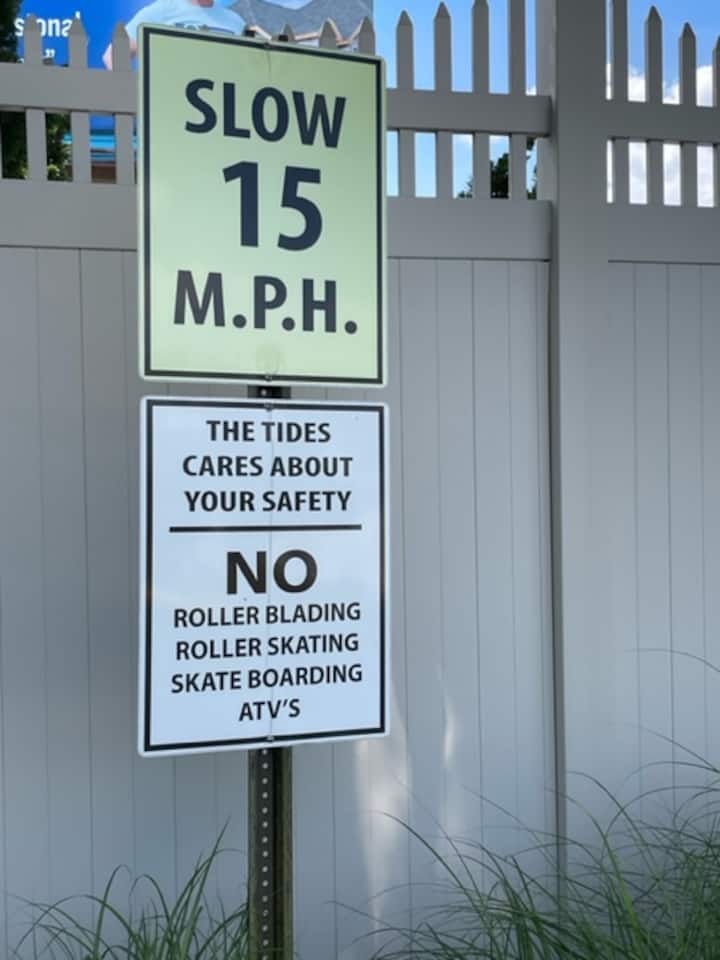 SLOW
15
M.P.H.
THE TIDES
CARES ABOUT
YOUR SAFETY
NO
ROLLER BLADING
ROLLER SKATING
SKATE BOARDING
ATV'S